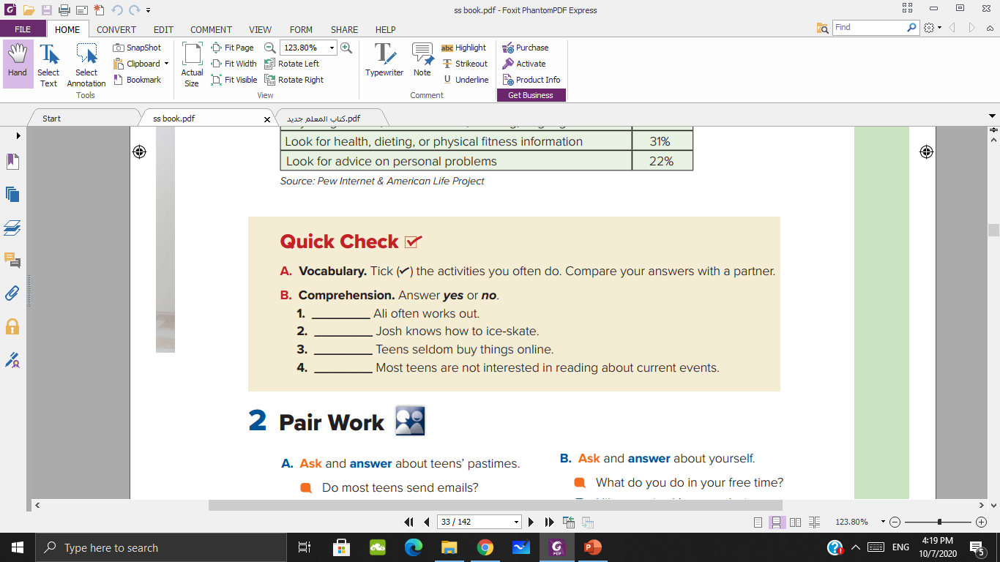 ss book.pdf - Foxit PhantomPDF Express
FILE HOME CONVERT EDIT COMMENT VIEW FORM SHARE HELP
Find
Hand
Select Text
Select Annotation
SnapShot
Clipboard
Bookmark
Tools
Actual Size
Fit Page
Fit Width
Fit Visible
123.80%
Rotate Left
Rotate Right
View
Typewriter
Note
abc Highlight
Strikeout
Underline
Comment
Purchase
Activate
Product Info
Get Business
Start
ss book.pdf
كتاب المعلم جديد.pdf
Look for health, dieting, or physical fitness information 31%
Look for advice on personal problems 22%
Source: Pew Internet & American Life Project
Quick Check
A. Vocabulary. Tick (✓) the activities you often do. Compare your answers with a partner.
B. Comprehension. Answer yes or no.
1. _________ Ali often works out.
2. _________ Josh knows how to ice-skate.
3. _________ Teens seldom buy things online.
4. _________ Most teens are not interested in reading about current events.
2 Pair Work
A. Ask and answer about teens’ pastimes.
Do most teens send emails?
B. Ask and answer about yourself.
What do you do in your free time?
33 / 142
123.80%
Type here to search
PDF
ENG
4:19 PM
10/7/2020
5